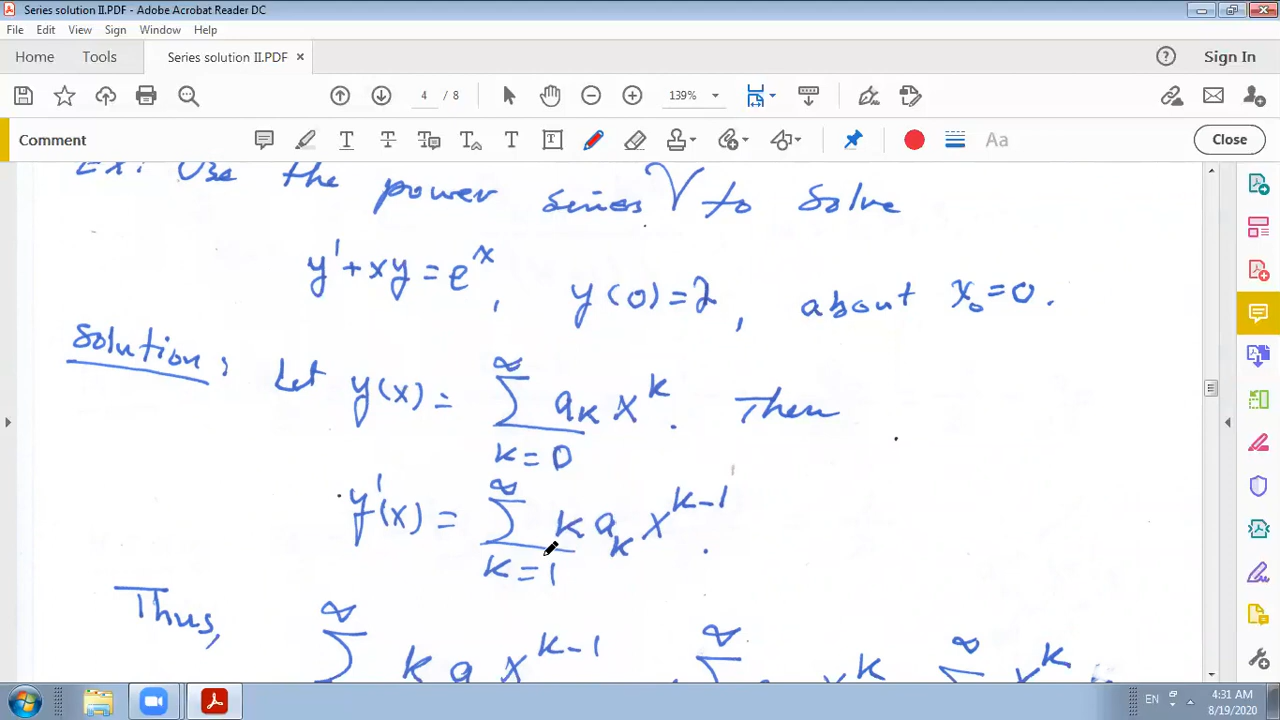 Series solution II.PDF - Adobe Acrobat Reader DC
File Edit View Sign Window Help
Home Tools Series solution II.PDF × Sign In
4 / 8 139%
Comment Close
Ex: Use the power series to solve
y' + xy = e^x, y(0) = 2, about x₀ = 0.
Solution: Let y(x) = ∑_{k=0}^{∞} a_k x^k. Then
y'(x) = ∑_{k=1}^{∞} k a_k x^{k-1}.
Thus,
∑^{∞} k a x^{k-1} ∑^{∞} x^k ∑^{∞} x^k
EN 4:31 AM
8/19/2020